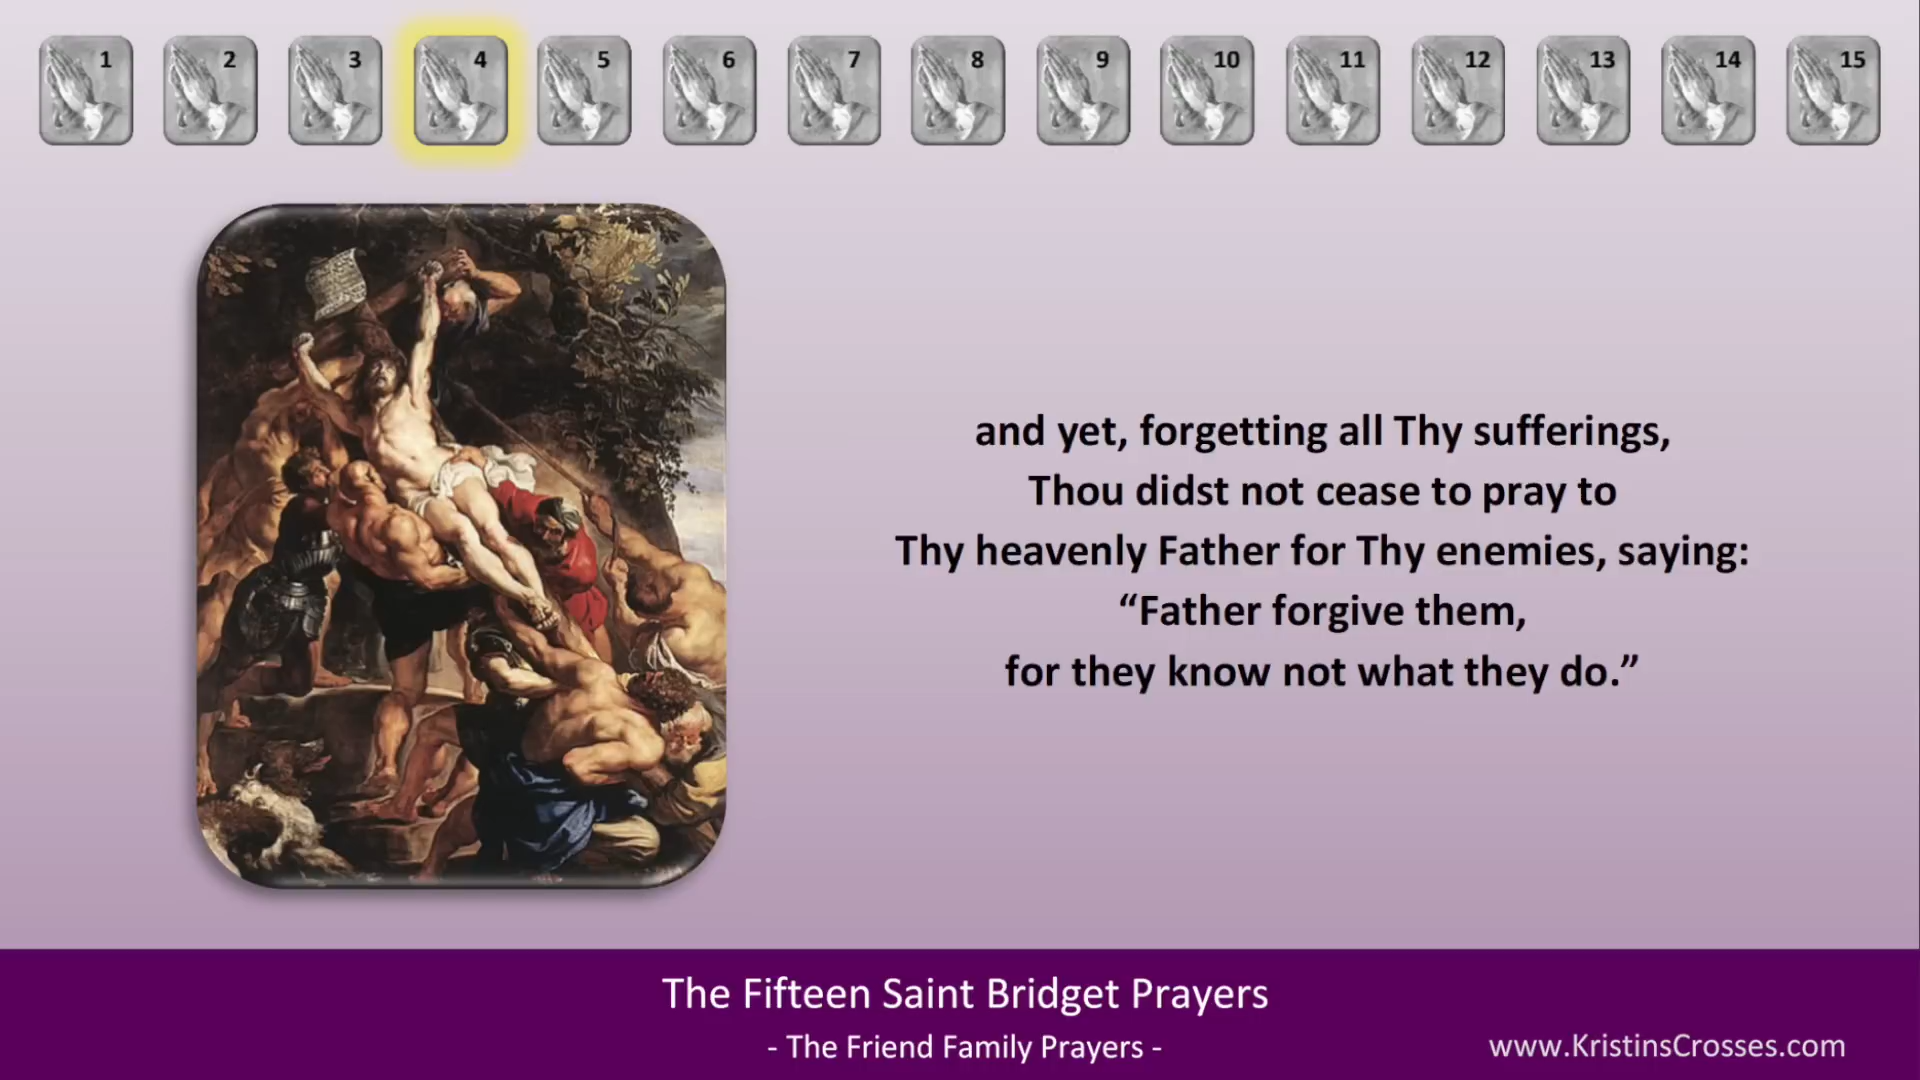 1 2 3 4 5 6 7 8 9 10 11 12 13 14 15
and yet, forgetting all Thy sufferings,
Thou didst not cease to pray to
Thy heavenly Father for Thy enemies, saying:
“Father forgive them,
for they know not what they do.”
The Fifteen Saint Bridget Prayers
- The Friend Family Prayers -
www.KristinsCrosses.com